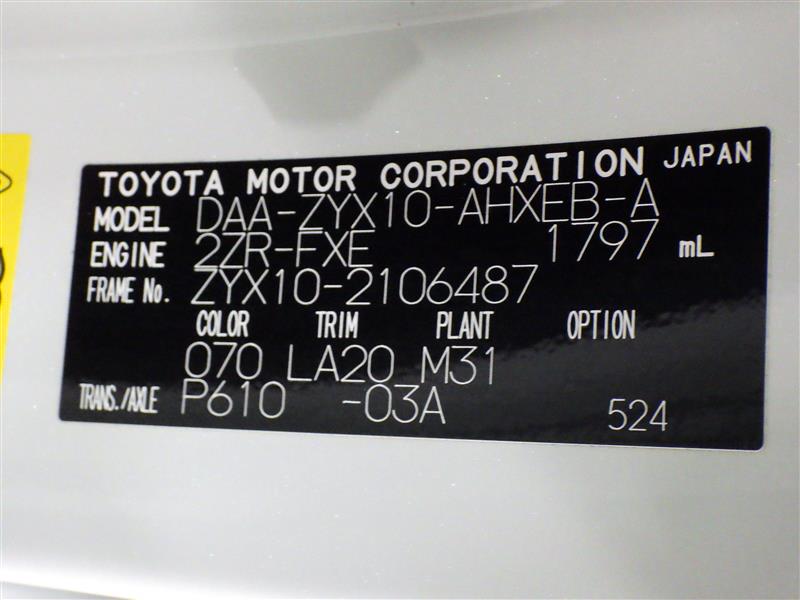 TOYOTA MOTOR CORPORATION JAPAN
MODEL DAA-ZYX10-AHXEB-A
ENGINE 2ZR-FXE 1797 mL
FRAME No. ZYX10-2106487
COLOR TRIM PLANT OPTION
070 LA20 M31
TRANS./AXLE P610 -03A 524